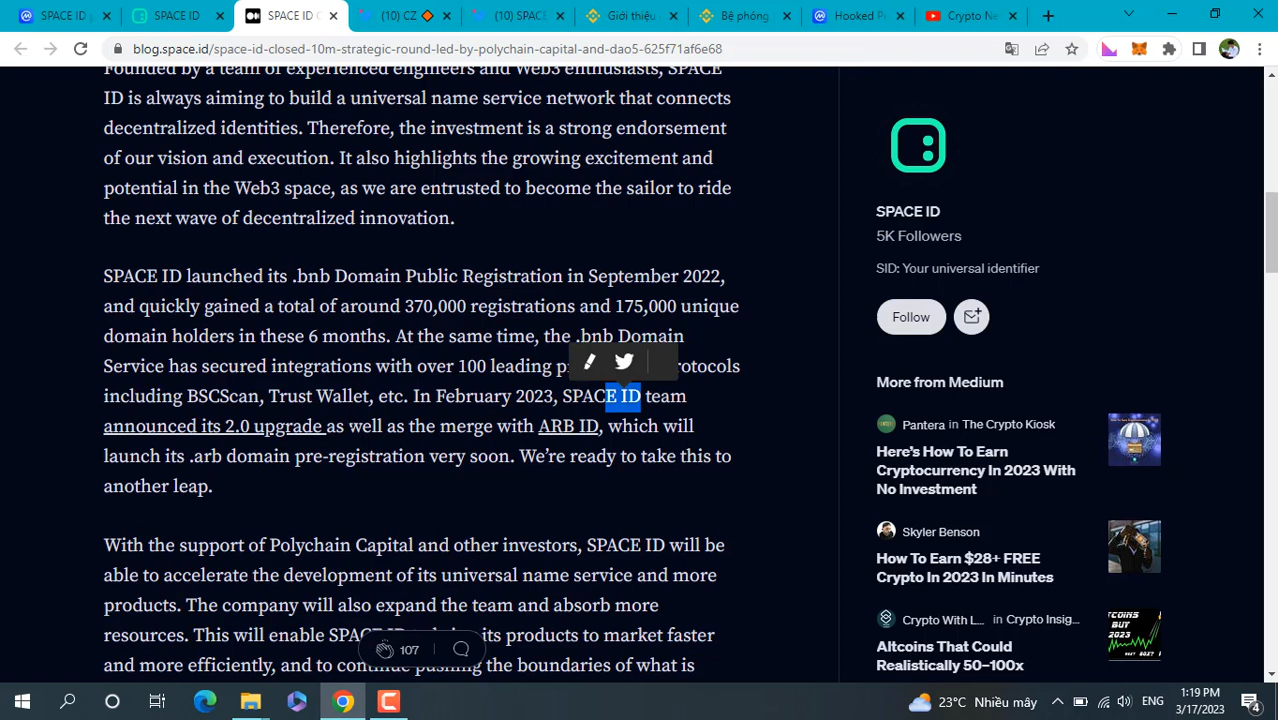 SPACE ID
SPACE ID
SPACE ID C
(10) CZ
(10) SPACE
Giới thiệu
Bệ phóng
Hooked Pr
Crypto Ne
blog.space.id/space-id-closed-10m-strategic-round-led-by-polychain-capital-and-dao5-625f71af6e68
Founded by a team of experienced engineers and Web3 enthusiasts, SPACE
ID is always aiming to build a universal name service network that connects
decentralized identities. Therefore, the investment is a strong endorsement
of our vision and execution. It also highlights the growing excitement and
potential in the Web3 space, as we are entrusted to become the sailor to ride
the next wave of decentralized innovation.
SPACE ID launched its .bnb Domain Public Registration in September 2022,
and quickly gained a total of around 370,000 registrations and 175,000 unique
domain holders in these 6 months. At the same time, the .bnb Domain
Service has secured integrations with over 100 leading p rotocols
including BSCScan, Trust Wallet, etc. In February 2023, SPACE ID team
announced its 2.0 upgrade as well as the merge with ARB ID, which will
launch its .arb domain pre-registration very soon. We're ready to take this to
another leap.
With the support of Polychain Capital and other investors, SPACE ID will be
able to accelerate the development of its universal name service and more
products. The company will also expand the team and absorb more
resources. This will enable SPACE ID to bring its products to market faster
and more efficiently, and to continue pushing the boundaries of what is
107
SPACE ID
5K Followers
SID: Your universal identifier
Follow
More from Medium
Pantera in The Crypto Kiosk
Here's How To Earn
Cryptocurrency In 2023 With
No Investment
Skyler Benson
How To Earn $28+ FREE
Crypto In 2023 In Minutes
Crypto With L... in Crypto Insig...
Altcoins That Could
Realistically 50–100x
TCOINS
BUY
2023
23°C Nhiều mây
ENG
1:19 PM
3/17/2023
4